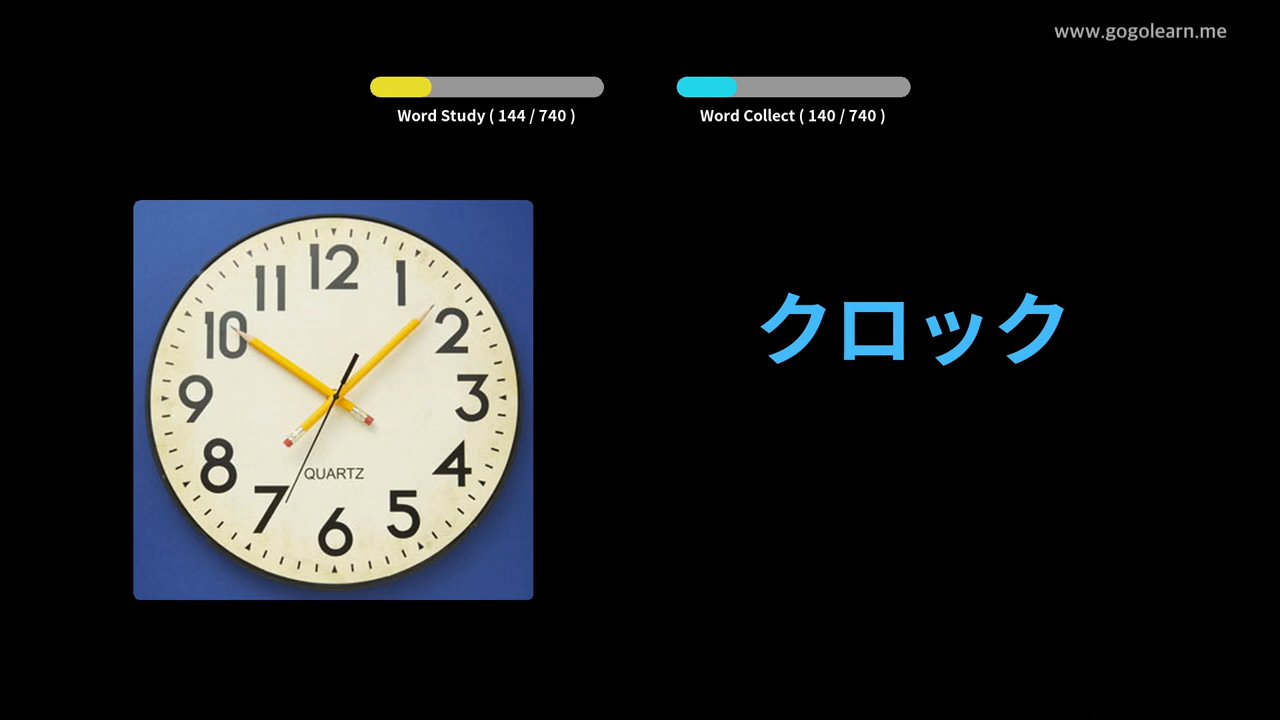 www.gogolearn.me
Word Study ( 144 / 740 )
Word Collect ( 140 / 740 )
12
11
1
10
2
9
3
8
4
7
5
6
QUARTZ
クロック